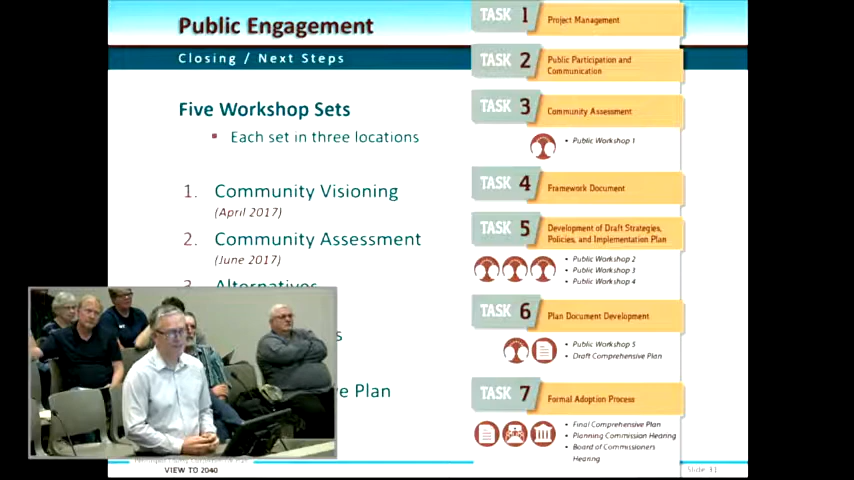 Public Engagement
Closing / Next Steps
Five Workshop Sets
Each set in three locations
1. Community Visioning
(April 2017)
2. Community Assessment
(June 2017)
3. Alternatives
s
e Plan
VIEW TO 2040
TASK 1
Project Management
TASK 2
Public Participation and
Communication
TASK 3
Community Assessment
• Public Workshop 1
TASK 4
Framework Document
TASK 5
Development of Draft Strategies,
Policies, and Implementation Plan
• Public Workshop 2
• Public Workshop 3
• Public Workshop 4
TASK 6
Plan Document Development
• Public Workshop 5
• Draft Comprehensive Plan
TASK 7
Formal Adoption Process
• Final Comprehensive Plan
• Planning Commission Hearing
• Board of Commissioners
Hearing
Slide 31